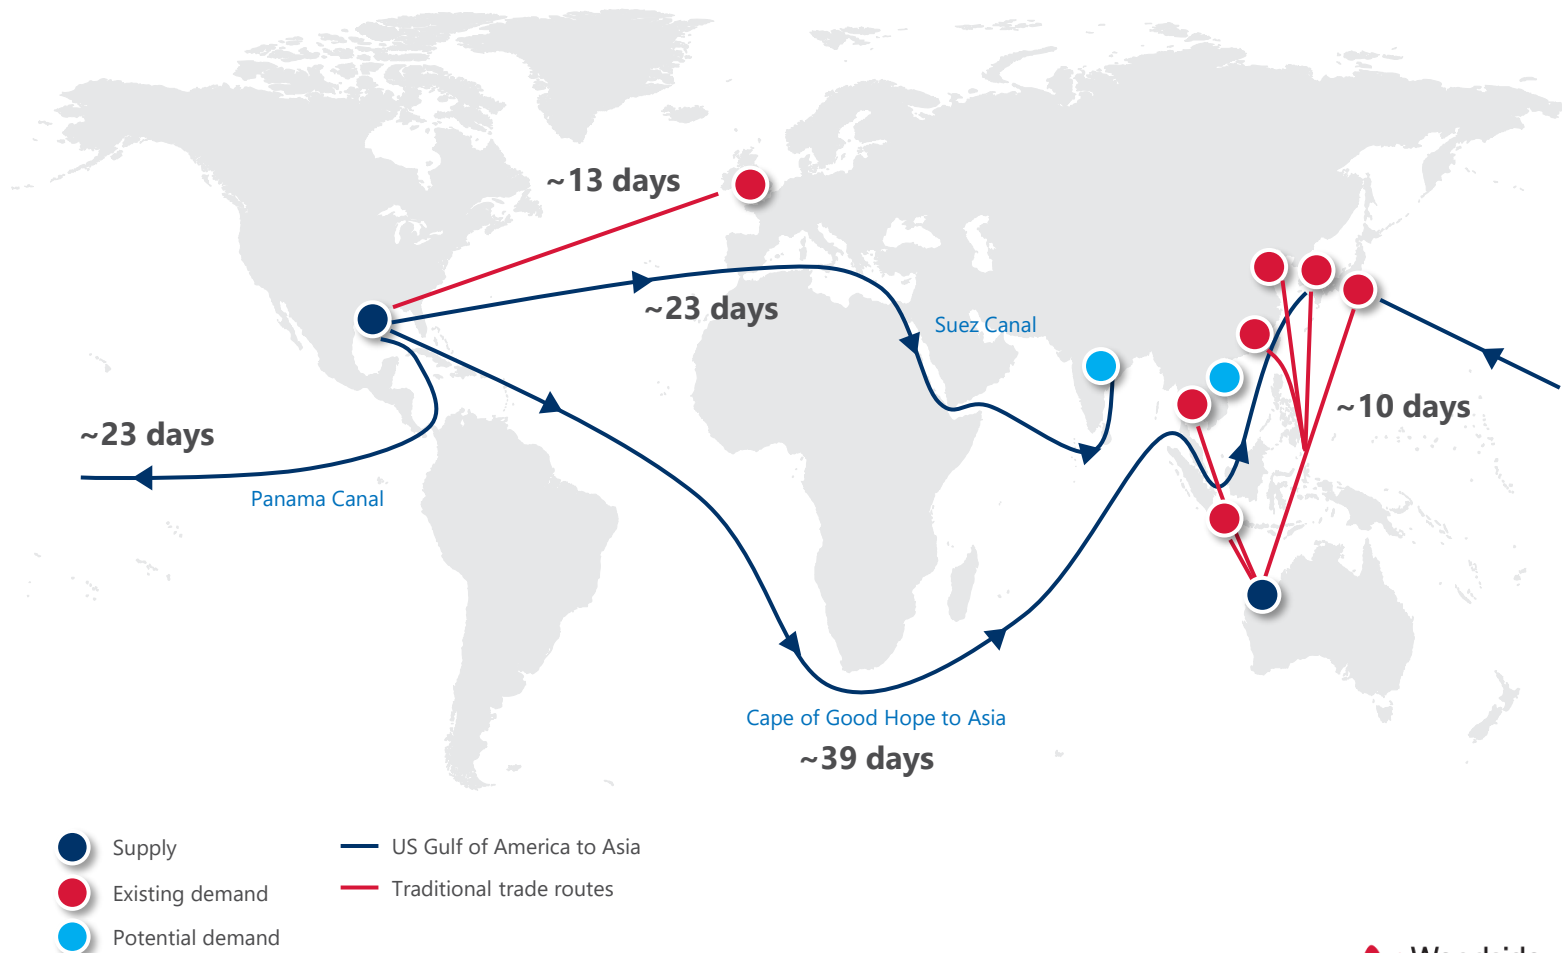 ~13 days
~23 days
Suez Canal
~10 days
~23 days
Panama Canal
Cape of Good Hope to Asia
~39 days
Supply
US Gulf of America to Asia
Existing demand
Traditional trade routes
Potential demand
Woodside